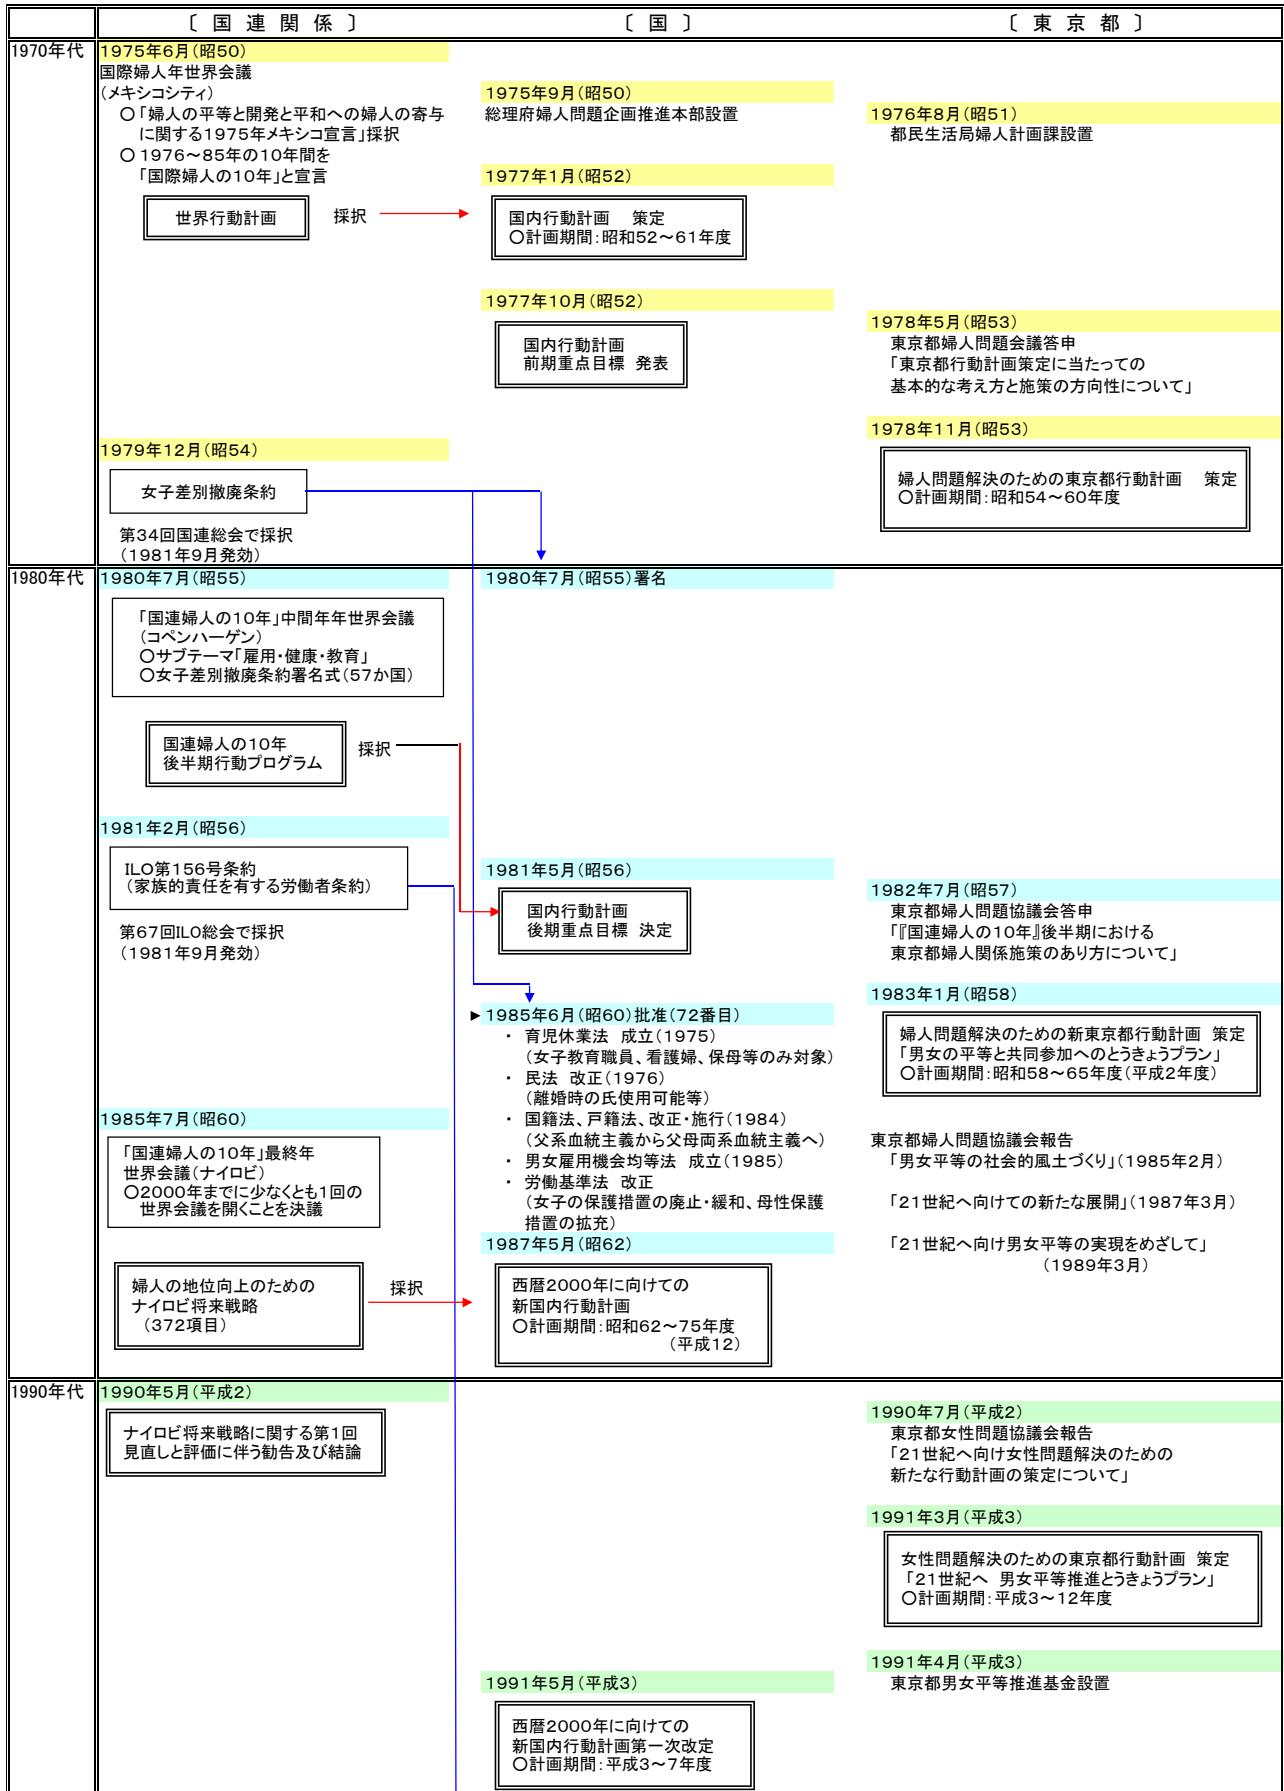 〔 国 連 関 係 〕
〔 国 〕
〔 東 京 都 〕
1970年代
1975年6月(昭50)
国際婦人年世界会議
(メキシコシティ)
○「婦人の平等と開発と平和への婦人の寄与
に関する1975年メキシコ宣言」採択
○ 1976～85年の10年間を
「国際婦人の10年」と宣言
世界行動計画
採択
1979年12月(昭54)
女子差別撤廃条約
第34回国連総会で採択
(1981年9月発効)
1975年9月(昭50)
総理府婦人問題企画推進本部設置
1977年1月(昭52)
国内行動計画 策定
○計画期間:昭和52～61年度
1977年10月(昭52)
国内行動計画
前期重点目標 発表
1976年8月(昭51)
都民生活局婦人計画課設置
1978年5月(昭53)
東京都婦人問題会議答申
「東京都行動計画策定に当たっての
基本的な考え方と施策の方向性について」
1978年11月(昭53)
婦人問題解決のための東京都行動計画 策定
○計画期間:昭和54～60年度
1980年代
1980年7月(昭55)
「国連婦人の10年」中間年年世界会議
(コペンハーゲン)
○サブテーマ「雇用・健康・教育」
○女子差別撤廃条約署名式(57か国)
国連婦人の10年
後半期行動プログラム
採択
1981年2月(昭56)
ILO第156号条約
(家族的責任を有する労働者条約)
第67回ILO総会で採択
(1981年9月発効)
1985年7月(昭60)
「国連婦人の10年」最終年
世界会議(ナイロビ)
○2000年までに少なくとも1回の
世界会議を開くことを決議
婦人の地位向上のための
ナイロビ将来戦略
(372項目)
採択
1980年7月(昭55)署名
1981年5月(昭56)
国内行動計画
後期重点目標 決定
►1985年6月(昭60)批准(72番目)
・ 育児休業法 成立(1975)
(女子教育職員、看護婦、保母等のみ対象)
・ 民法 改正(1976)
(離婚時の氏使用可能等)
・ 国籍法、戸籍法、改正・施行(1984)
(父系血統主義から父母両系血統主義へ)
・ 男女雇用機会均等法 成立(1985)
・ 労働基準法 改正
(女子の保護措置の廃止・緩和、母性保護
措置の拡充)
1987年5月(昭62)
西暦2000年に向けての
新国内行動計画
○計画期間:昭和62～75年度
(平成12)
1982年7月(昭57)
東京都婦人問題協議会答申
「『国連婦人の10年』後半期における
東京都婦人関係施策のあり方について」
1983年1月(昭58)
婦人問題解決のための新東京都行動計画 策定
「男女の平等と共同参加へのとうきょうプラン」
○計画期間:昭和58～65年度(平成2年度)
東京都婦人問題協議会報告
「男女平等の社会的風土づくり」(1985年2月)
「21世紀へ向けての新たな展開」(1987年3月)
「21世紀へ向け男女平等の実現をめざして」
(1989年3月)
1990年代
1990年5月(平成2)
ナイロビ将来戦略に関する第1回
見直しと評価に伴う勧告及び結論
1991年5月(平成3)
西暦2000年に向けての
新国内行動計画第一次改定
○計画期間:平成3～7年度
1990年7月(平成2)
東京都女性問題協議会報告
「21世紀へ向け女性問題解決のための
新たな行動計画の策定について」
1991年3月(平成3)
女性問題解決のための東京都行動計画 策定
「21世紀へ 男女平等推進とうきょうプラン」
○計画期間:平成3～12年度
1991年4月(平成3)
東京都男女平等推進基金設置